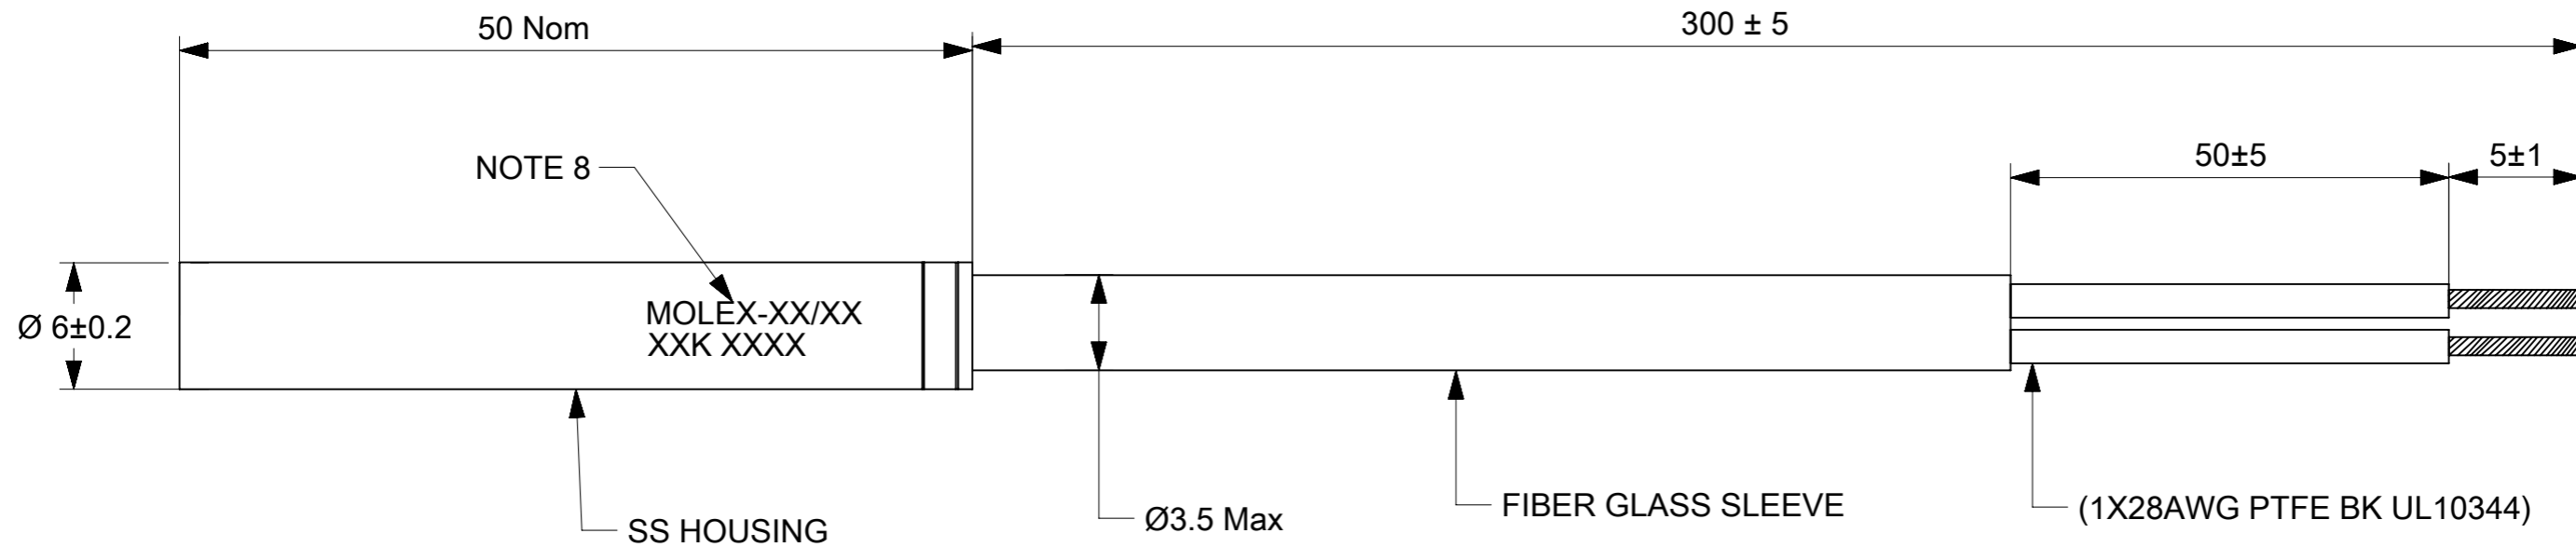 50 Nom
300 ± 5
NOTE 8
50±5
5±1
Ø 6±0.2
MOLEX-XX/XX
XXK XXXX
SS HOUSING
Ø3.5 Max
FIBER GLASS SLEEVE
(1X28AWG PTFE BK UL10344)